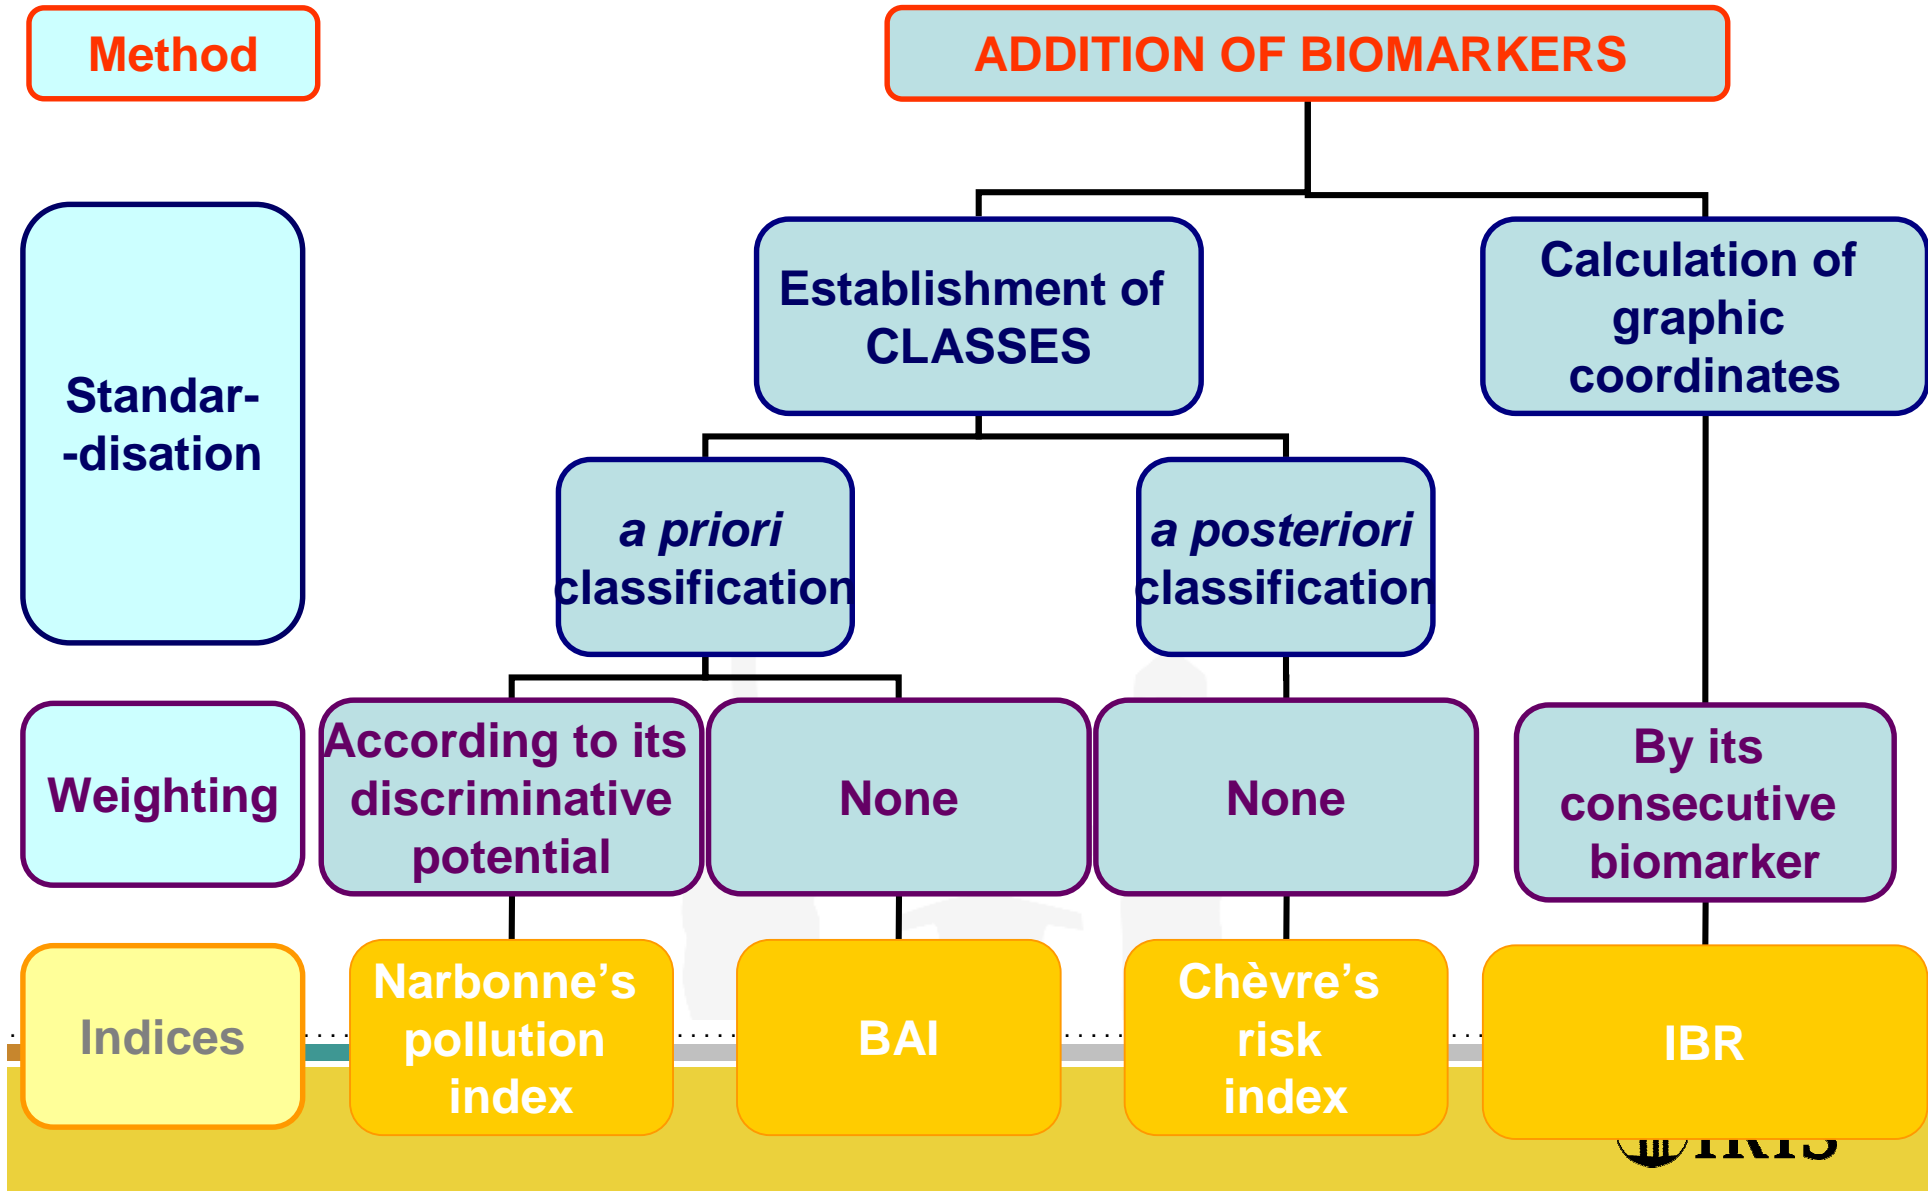 Method
ADDITION OF BIOMARKERS
Standar-
-disation
Establishment of
CLASSES
Calculation of
graphic
coordinates
a priori
classification
a posteriori
classification
Weighting
According to its
discriminative
potential
None
None
By its
consecutive
biomarker
Indices
Narbonne’s
pollution
index
BAI
Chèvre’s
risk
index
IBR
IRIS